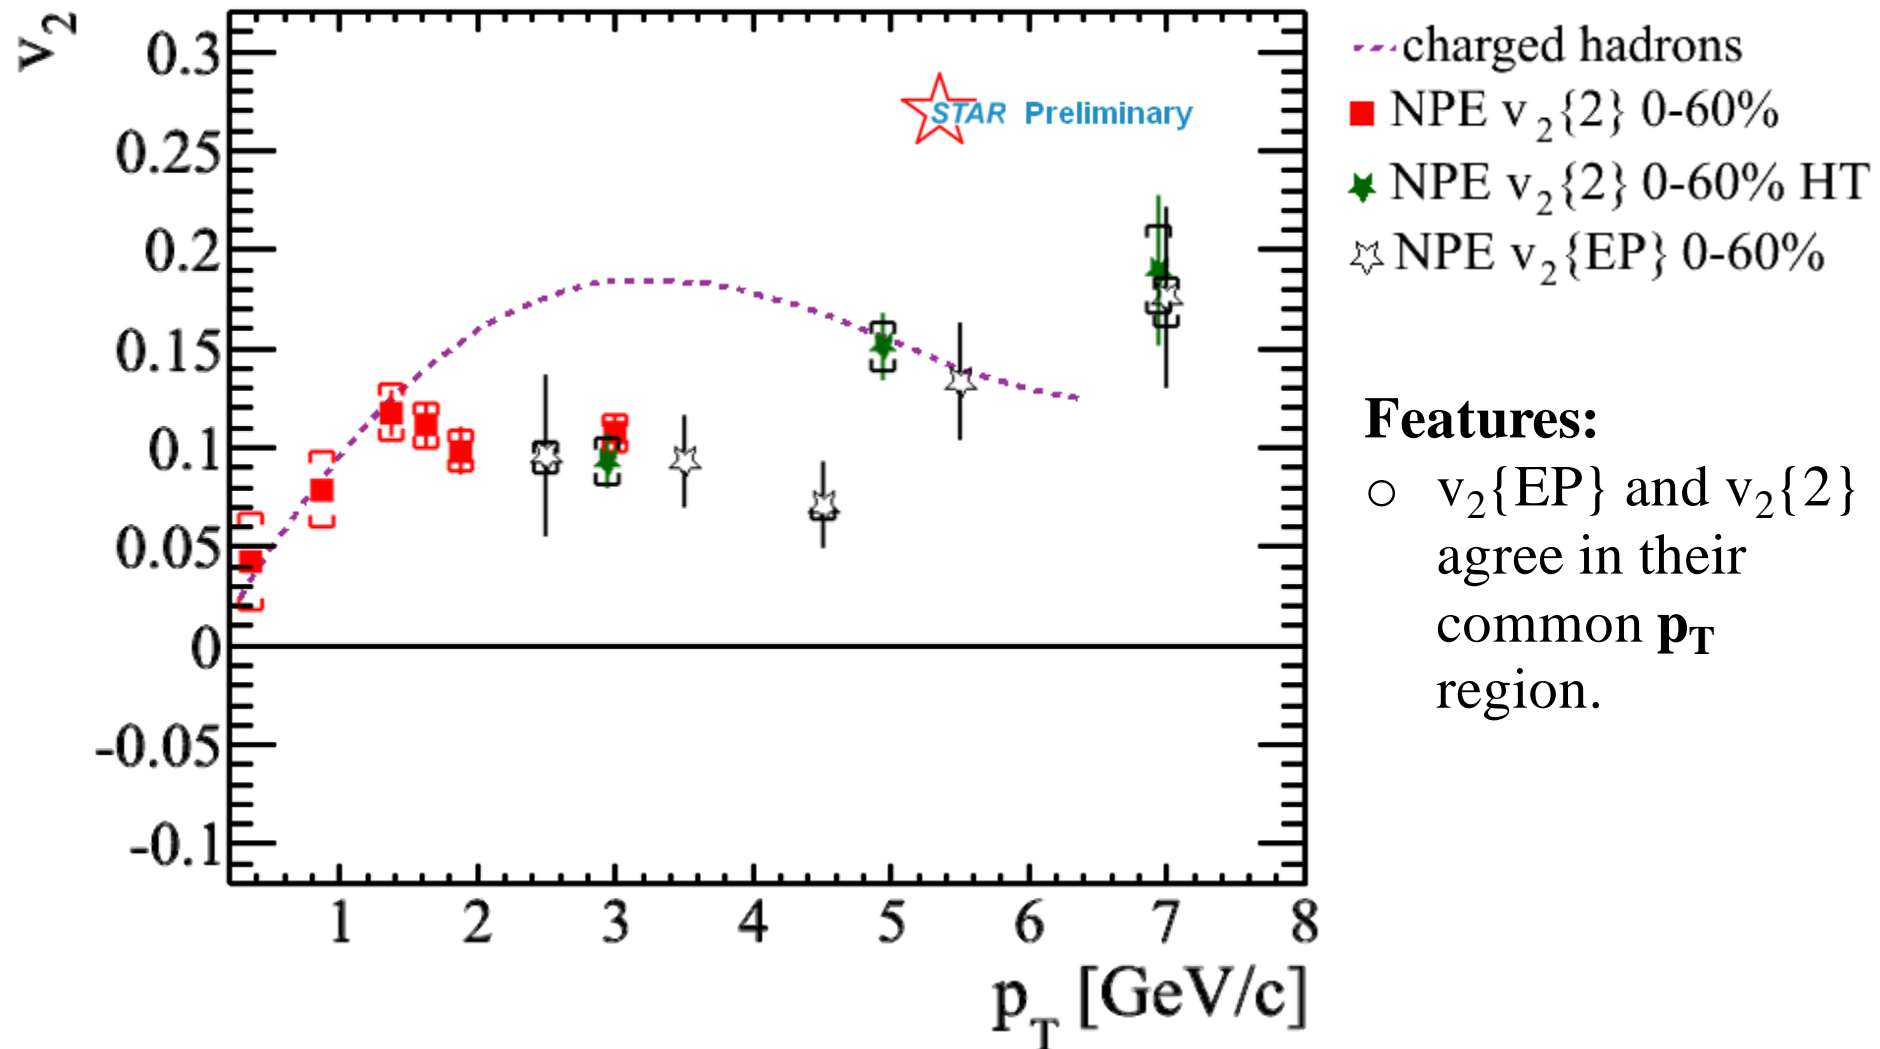 v2
0.3
0.25
0.2
0.15
0.1
0.05
0
-0.05
-0.1
1 2 3 4 5 6 7 8
pT [GeV/c]
STAR Preliminary
charged hadrons
NPE v2{2} 0-60%
NPE v2{2} 0-60% HT
NPE v2{EP} 0-60%
Features:
○ v2{EP} and v2{2}
agree in their
common pT
region.